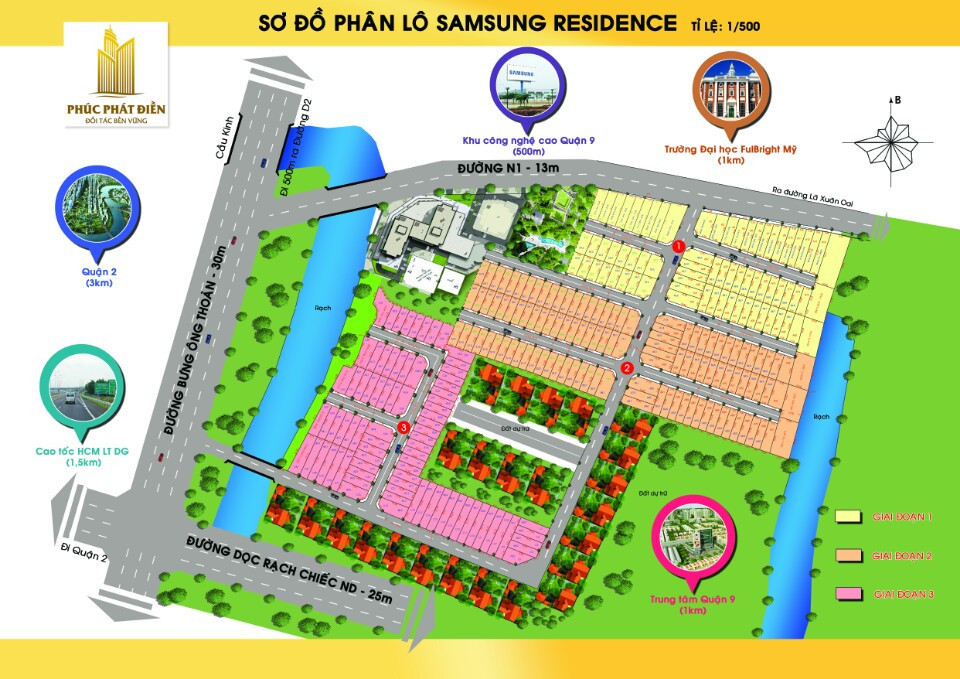 SƠ ĐỒ PHÂN LÔ SAMSUNG RESIDENCE TỈ LỆ: 1/500
PHÚC PHÁT ĐIỀN
ĐỐI TÁC BỀN VỮNG
Cầu Kinh
Đi 500m ra Đường D2
SAMSUNG
Khu công nghệ cao Quận 9
(500m)
Trường Đại học FulBright Mỹ
(1km)
B
ĐƯỜNG N1 - 13m
Ra đường Lã Xuân Oai
Quận 2
(3km)
ĐƯỜNG BƯNG ÔNG THOÀN - 30m
Rạch
1
2
3
Rạch
Cao tốc HCM LT DG
(1,5km)
Đất dự trữ
Đất dự trữ
Đi Quận 2
ĐƯỜNG DỌC RẠCH CHIẾC ND - 25m
Trung tâm Quận 9
(1km)
GIAI ĐOẠN 1
GIAI ĐOẠN 2
GIAI ĐOẠN 3